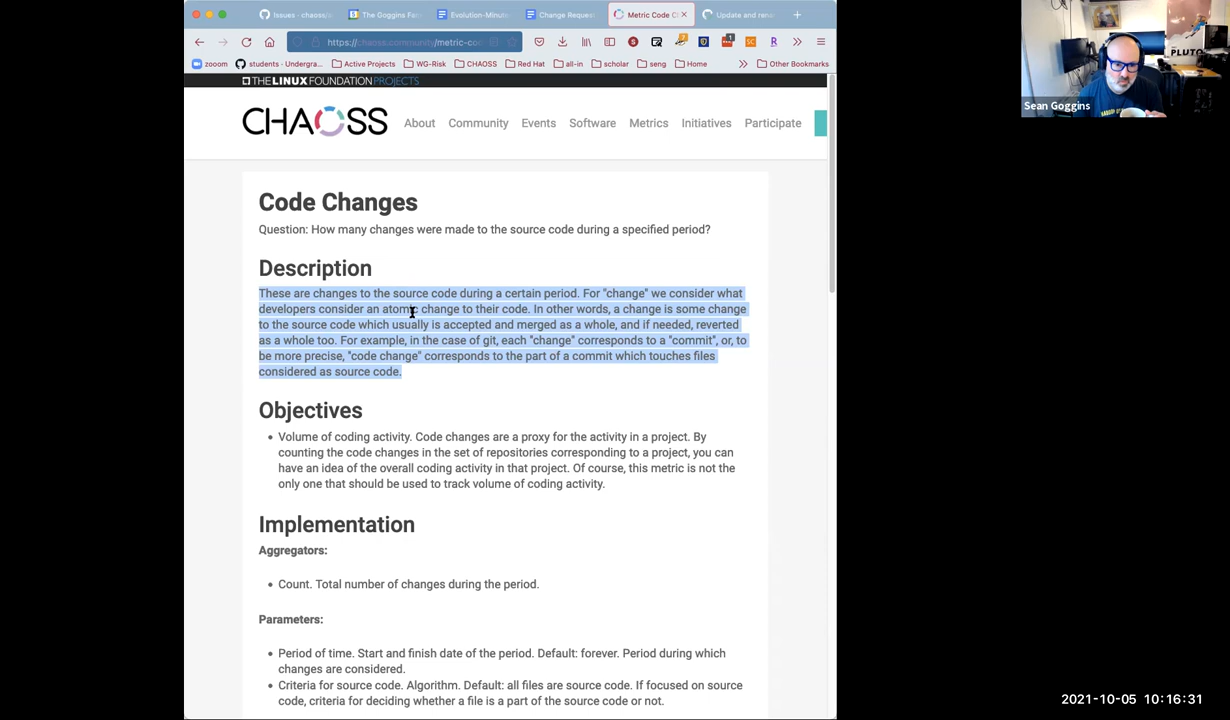 Issues · chaoss/
The Goggins Fa
Evolution-Minute
Change Reques
Metric Code C
Update and ren
https://chaoss.community/metric-co
zooom
students - Undergra...
Active Projects
WG-Risk
CHAOSS
Red Hat
all-in
scholar
seng
Home
Other Bookmarks
THE LINUX FOUNDATION PROJECTS
CHAOSS
About
Community
Events
Software
Metrics
Initiatives
Participate
Code Changes
Question: How many changes were made to the source code during a specified period?
Description
These are changes to the source code during a certain period. For "change" we consider what
developers consider an atomic change to their code. In other words, a change is some change
to the source code which usually is accepted and merged as a whole, and if needed, reverted
as a whole too. For example, in the case of git, each "change" corresponds to a "commit", or, to
be more precise, "code change" corresponds to the part of a commit which touches files
considered as source code.
Objectives
• Volume of coding activity. Code changes are a proxy for the activity in a project. By
counting the code changes in the set of repositories corresponding to a project, you can
have an idea of the overall coding activity in that project. Of course, this metric is not the
only one that should be used to track volume of coding activity.
Implementation
Aggregators:
• Count. Total number of changes during the period.
Parameters:
• Period of time. Start and finish date of the period. Default: forever. Period during which
changes are considered.
• Criteria for source code. Algorithm. Default: all files are source code. If focused on source
code, criteria for deciding whether a file is a part of the source code or not.
Sean Goggins
PLUTO
2021-10-05 10:16:31